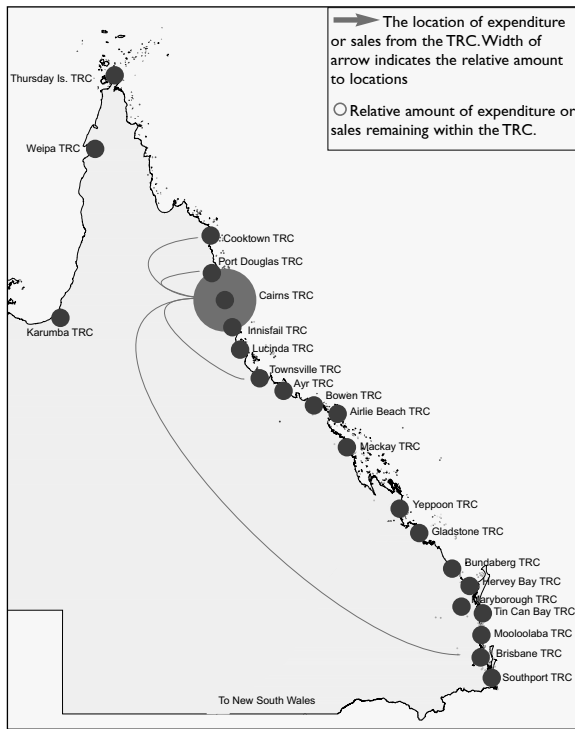 The location of expenditure
or sales from the TRC. Width of
arrow indicates the relative amount
to locations
Relative amount of expenditure or
sales remaining within the TRC.
Thursday Is. TRC
Weipa TRC
Cooktown TRC
Port Douglas TRC
Cairns TRC
Karumba TRC
Innisfail TRC
Lucinda TRC
Townsville TRC
Ayr TRC
Bowen TRC
Airlie Beach TRC
Mackay TRC
Yeppoon TRC
Gladstone TRC
Bundaberg TRC
Hervey Bay TRC
Maryborough TRC
Tin Can Bay TRC
Mooloolaba TRC
Brisbane TRC
Southport TRC
To New South Wales